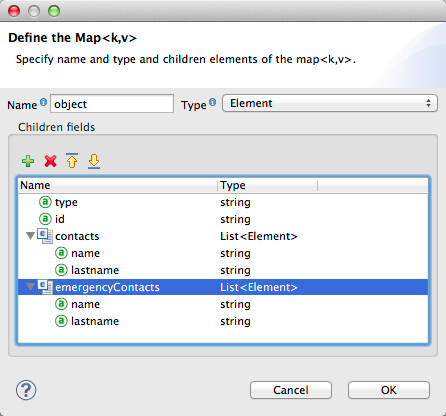 Define the Map<k,v>
Specify name and type and children elements of the map<k,v>.
Name object Type Element
Children fields
Name Type
type string
id string
contacts List<Element>
name string
lastname string
emergencyContacts List<Element>
name string
lastname string
Cancel OK